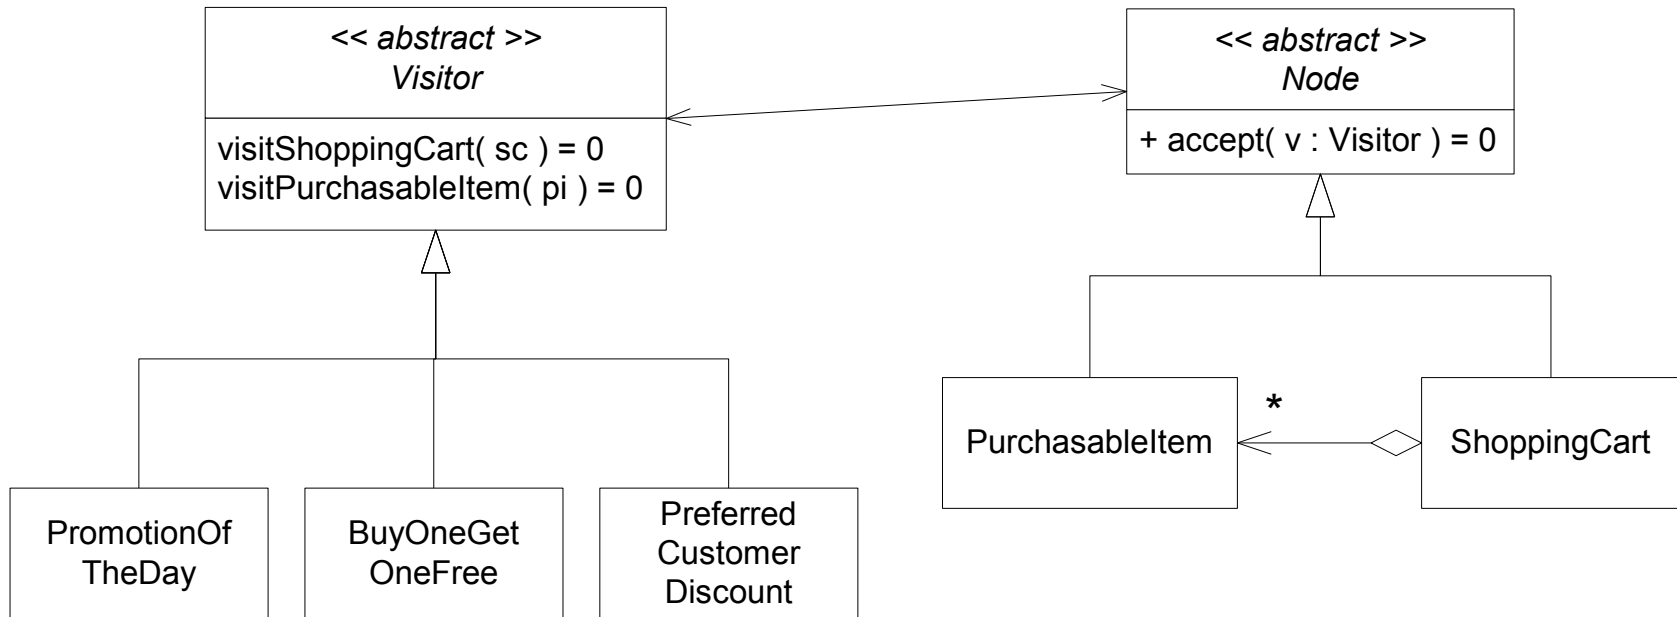 << abstract >>
Visitor
visitShoppingCart( sc ) = 0
visitPurchasableItem( pi ) = 0
<< abstract >>
Node
+ accept( v : Visitor ) = 0
PurchasableItem
*
ShoppingCart
PromotionOf
TheDay
BuyOneGet
OneFree
Preferred
Customer
Discount